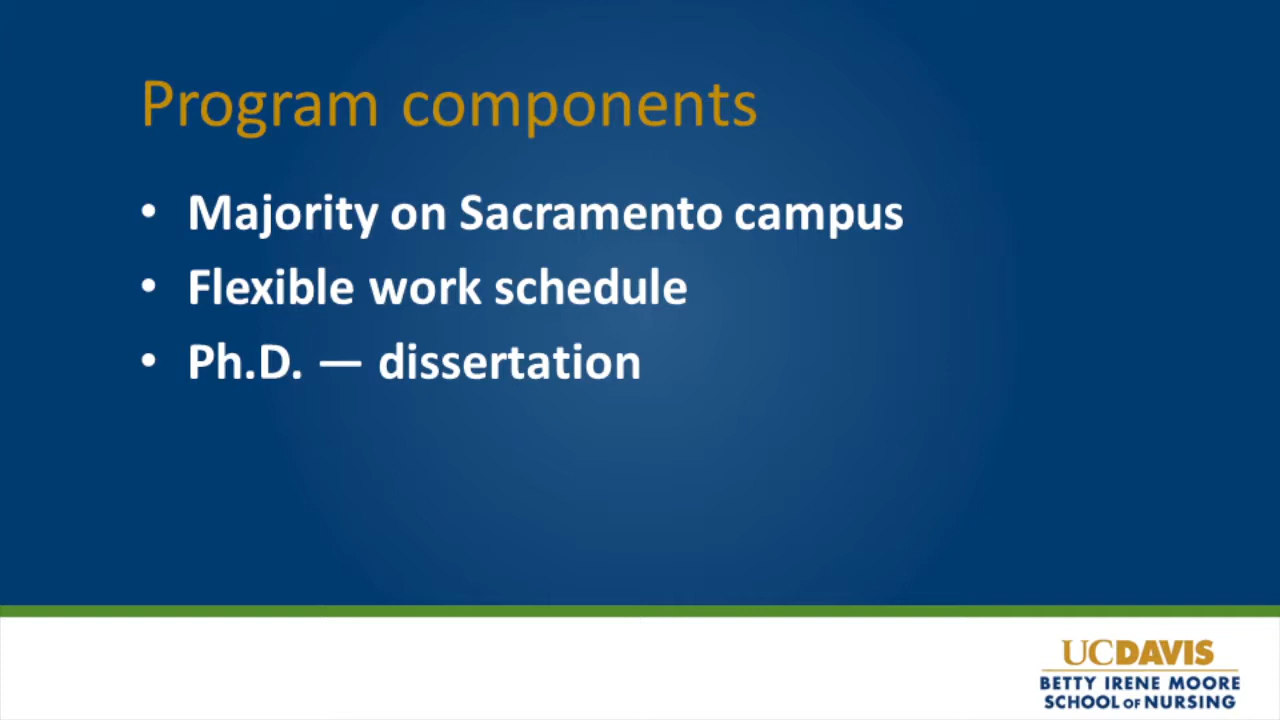 Program components
• Majority on Sacramento campus
• Flexible work schedule
• Ph.D. — dissertation
UCDAVIS
BETTY IRENE MOORE
SCHOOL OF NURSING